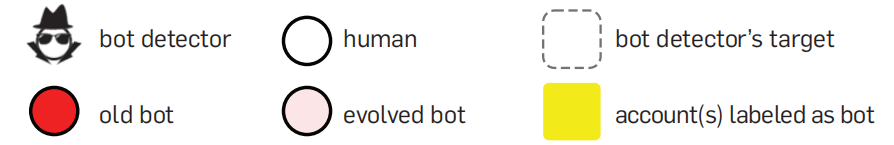 bot detector
human
bot detector's target
old bot
evolved bot
account(s) labeled as bot